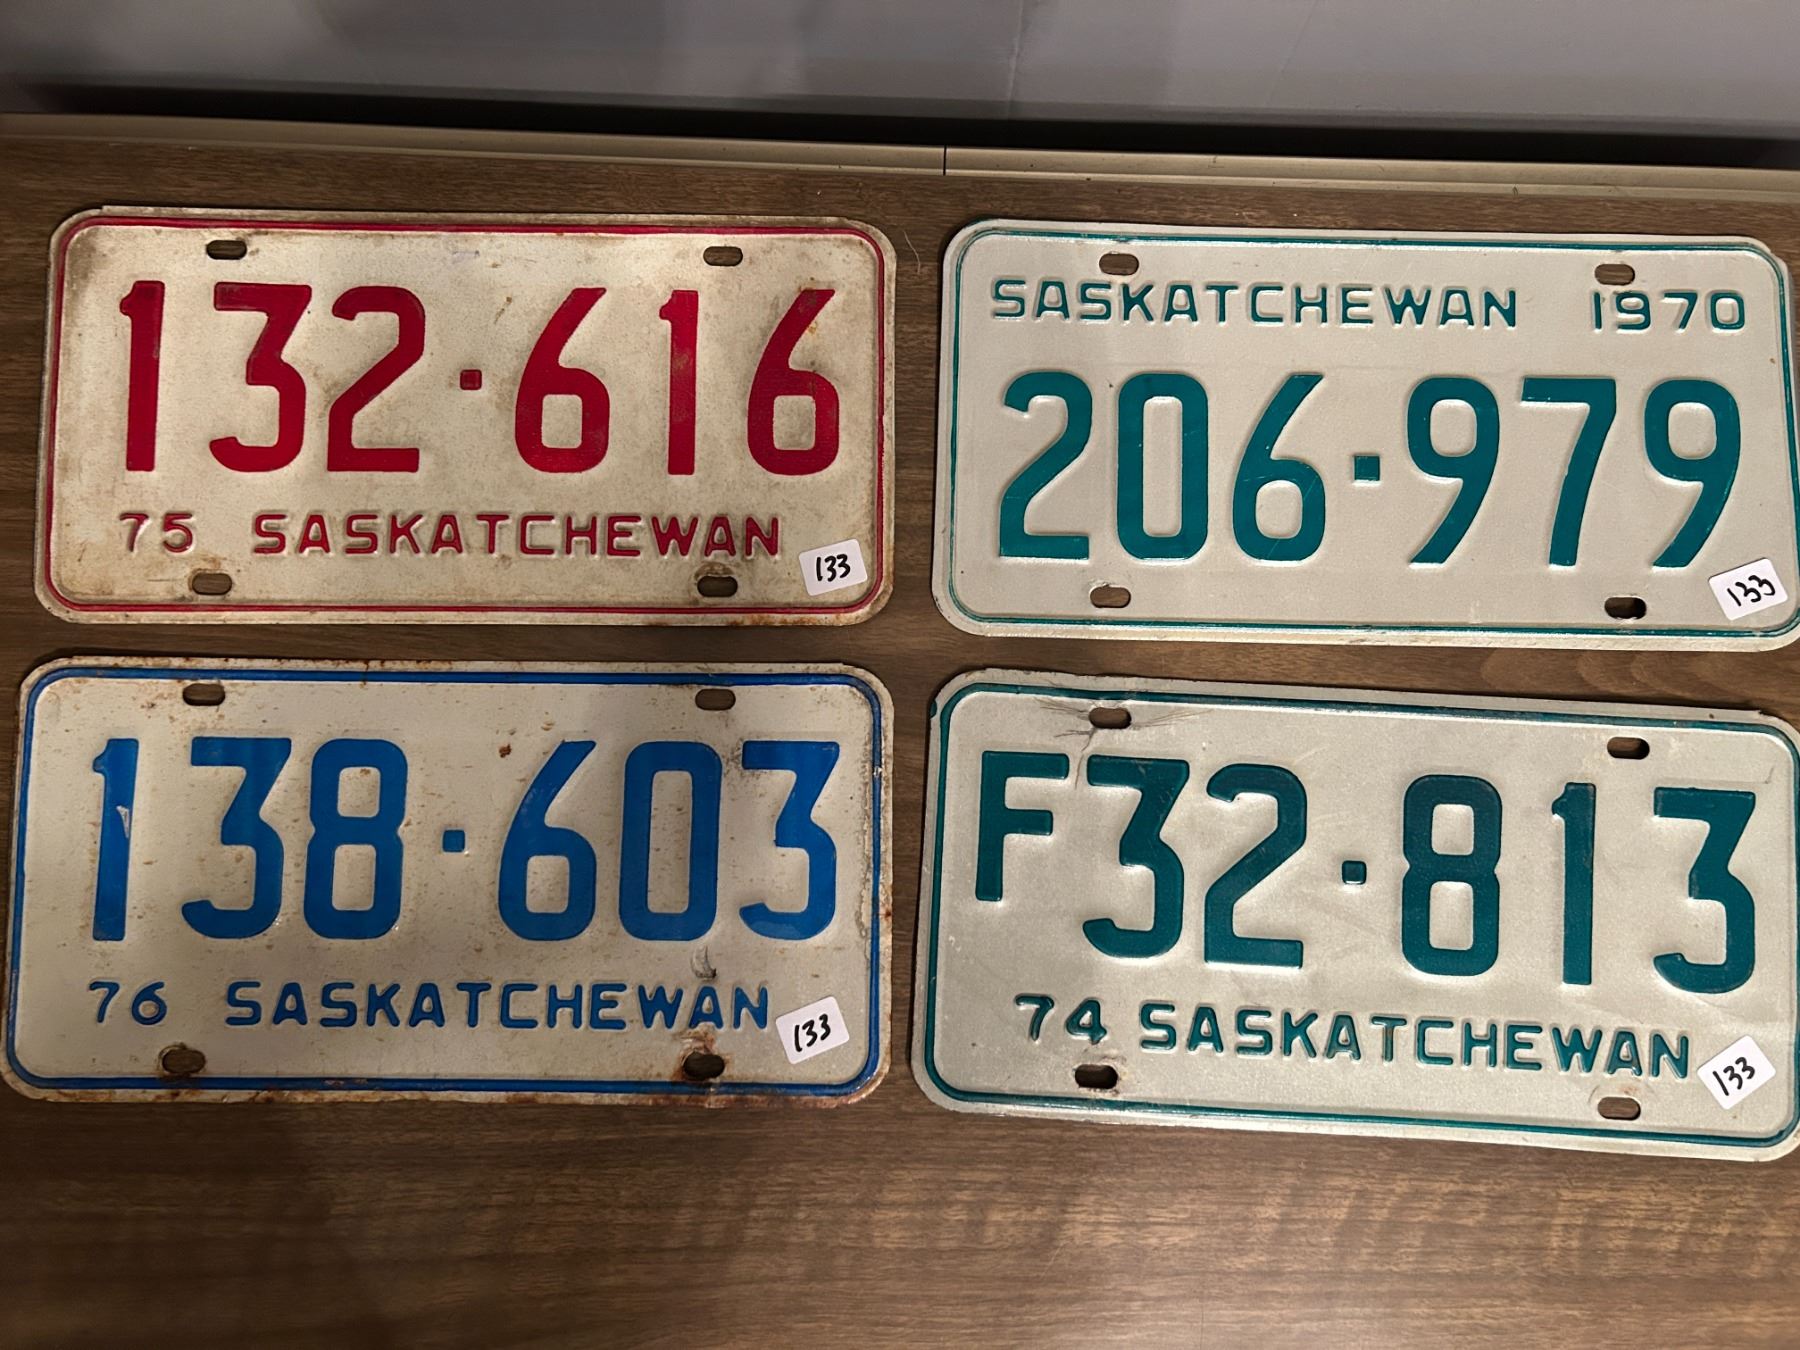 132·616
75 SASKATCHEWAN
133
SASKATCHEWAN 1970
206·979
133
138·603
76 SASKATCHEWAN
133
F32·813
74 SASKATCHEWAN
133